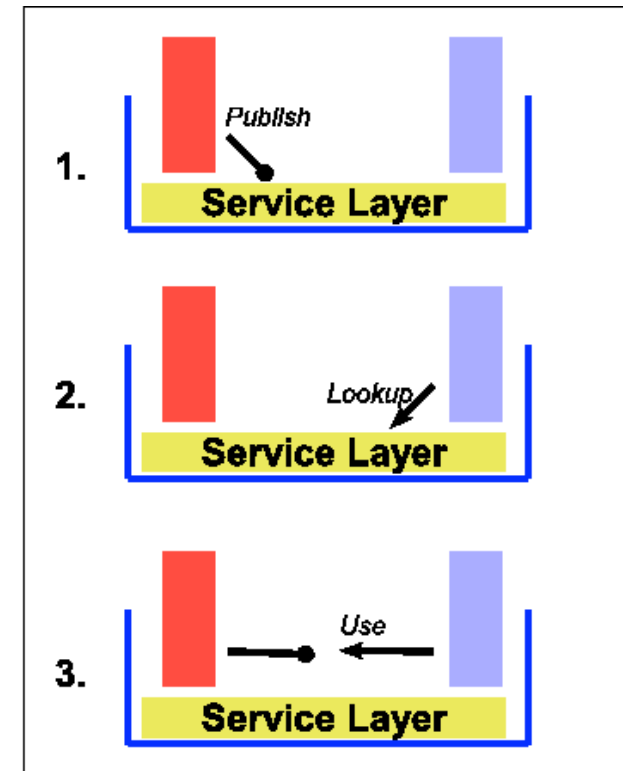 Publish
1.
Service Layer
Lookup
2.
Service Layer
Use
3.
Service Layer